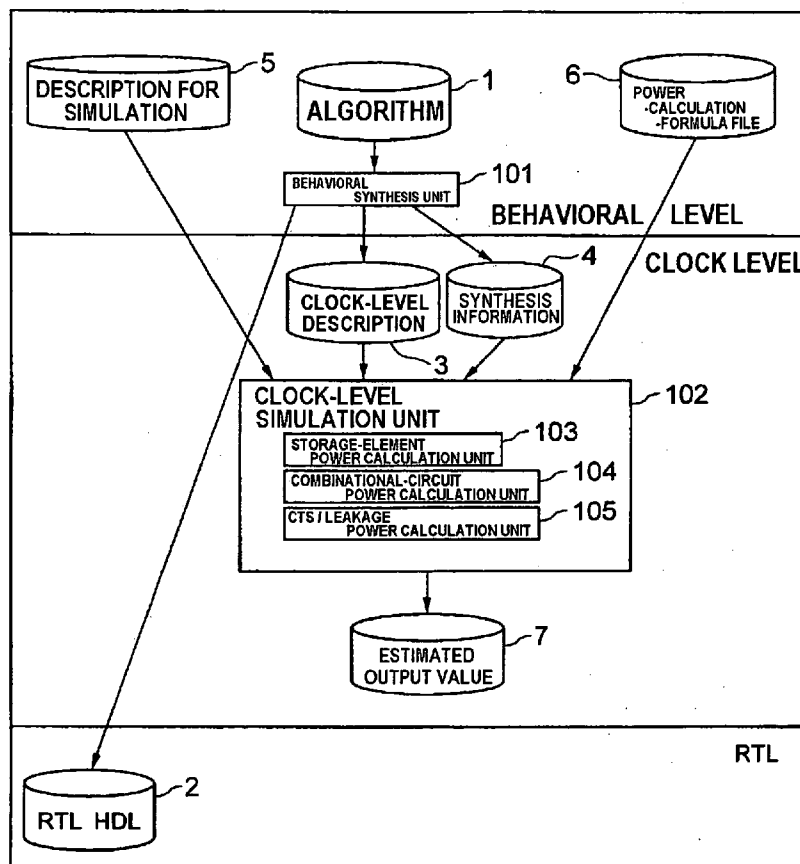 5
DESCRIPTION FOR
SIMULATION
1
ALGORITHM
6
POWER
-CALCULATION
-FORMULA FILE
BEHAVIORAL
SYNTHESIS UNIT
101
BEHAVIORAL LEVEL
CLOCK LEVEL
CLOCK-LEVEL
DESCRIPTION
3
4
SYNTHESIS
INFORMATION
CLOCK-LEVEL
SIMULATION UNIT
102
STORAGE-ELEMENT
POWER CALCULATION UNIT
103
COMBINATIONAL-CIRCUIT
POWER CALCULATION UNIT
104
CTS / LEAKAGE
POWER CALCULATION UNIT
105
ESTIMATED
OUTPUT VALUE
7
RTL
RTL HDL
2